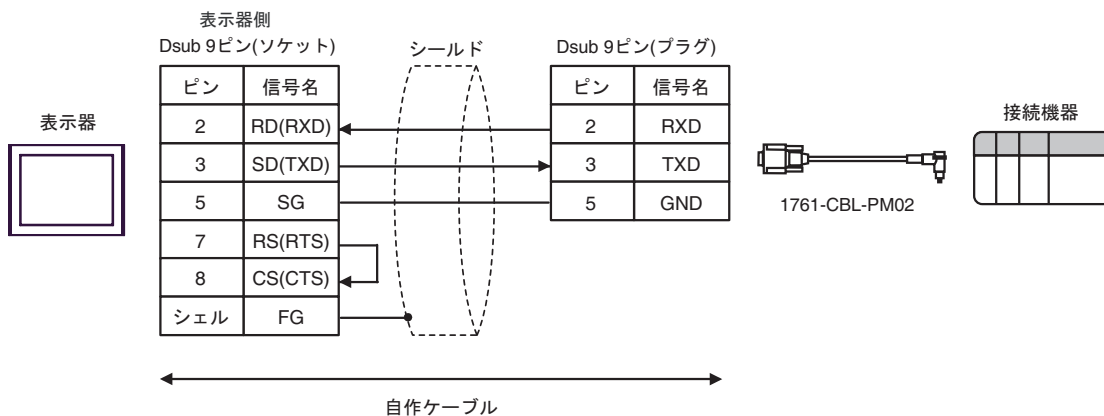 表示器側
Dsub 9ピン(ソケット)
シールド
Dsub 9ピン(プラグ)
ピン 信号名
2 RD(RXD)
3 SD(TXD)
5 SG
7 RS(RTS)
8 CS(CTS)
シェル FG
ピン 信号名
2 RXD
3 TXD
5 GND
表示器
1761-CBL-PM02
接続機器
自作ケーブル